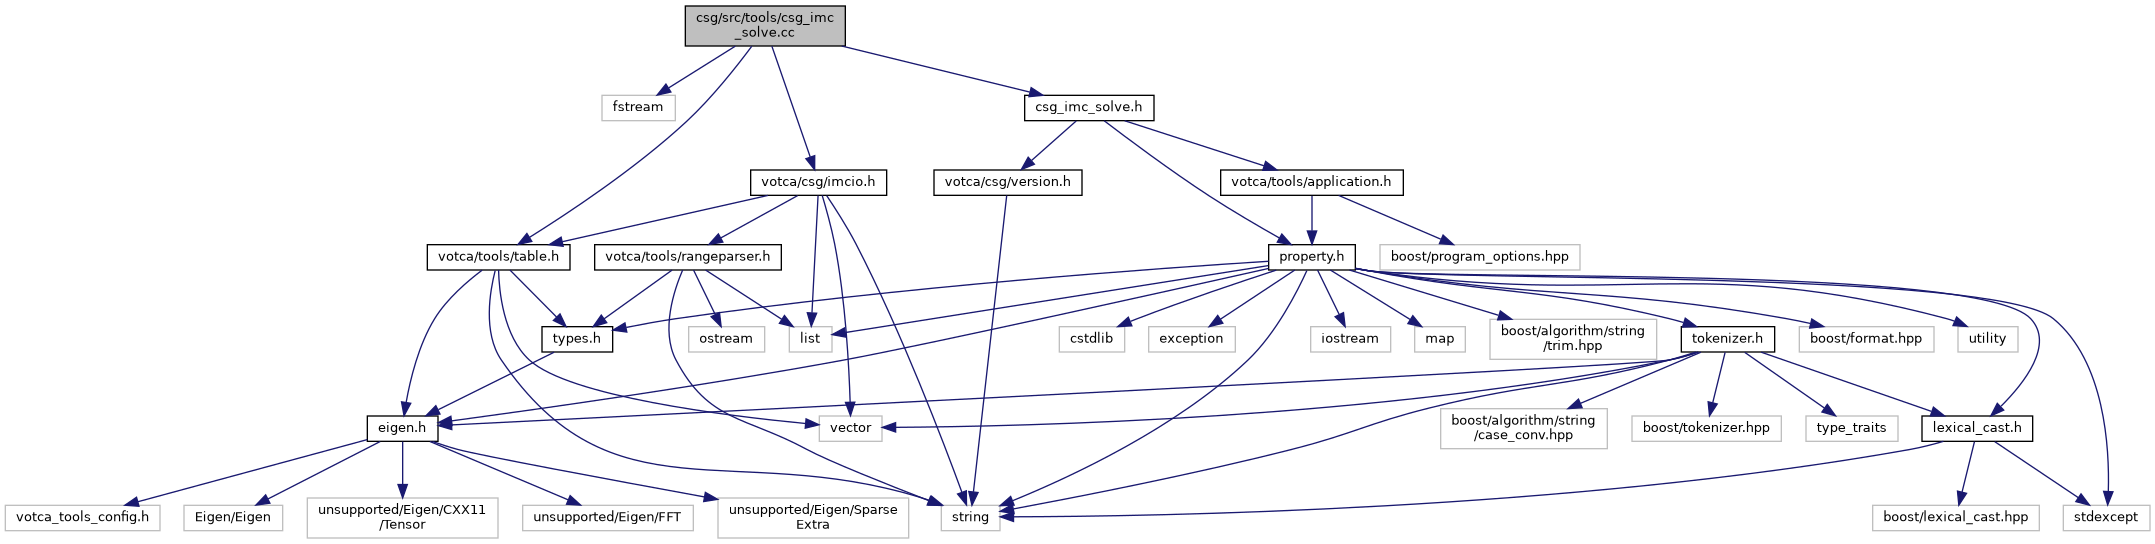 csg/src/tools/csg_imc
_solve.cc
fstream
csg_imc_solve.h
votca/csg/imcio.h
votca/csg/version.h
votca/tools/application.h
votca/tools/table.h
votca/tools/rangeparser.h
property.h
boost/program_options.hpp
types.h
ostream
list
cstdlib
exception
iostream
map
boost/algorithm/string
/trim.hpp
tokenizer.h
boost/format.hpp
utility
eigen.h
vector
boost/algorithm/string
/case_conv.hpp
boost/tokenizer.hpp
type_traits
lexical_cast.h
votca_tools_config.h
Eigen/Eigen
unsupported/Eigen/CXX11
/Tensor
unsupported/Eigen/FFT
unsupported/Eigen/Sparse
Extra
string
boost/lexical_cast.hpp
stdexcept